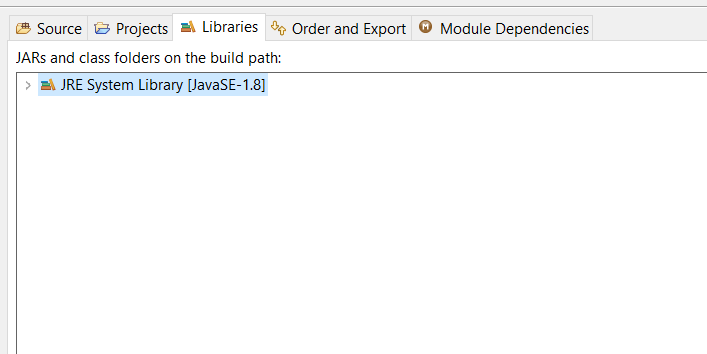 Source Projects Libraries Order and Export M Module Dependencies
JARs and class folders on the build path:
JRE System Library [JavaSE-1.8]